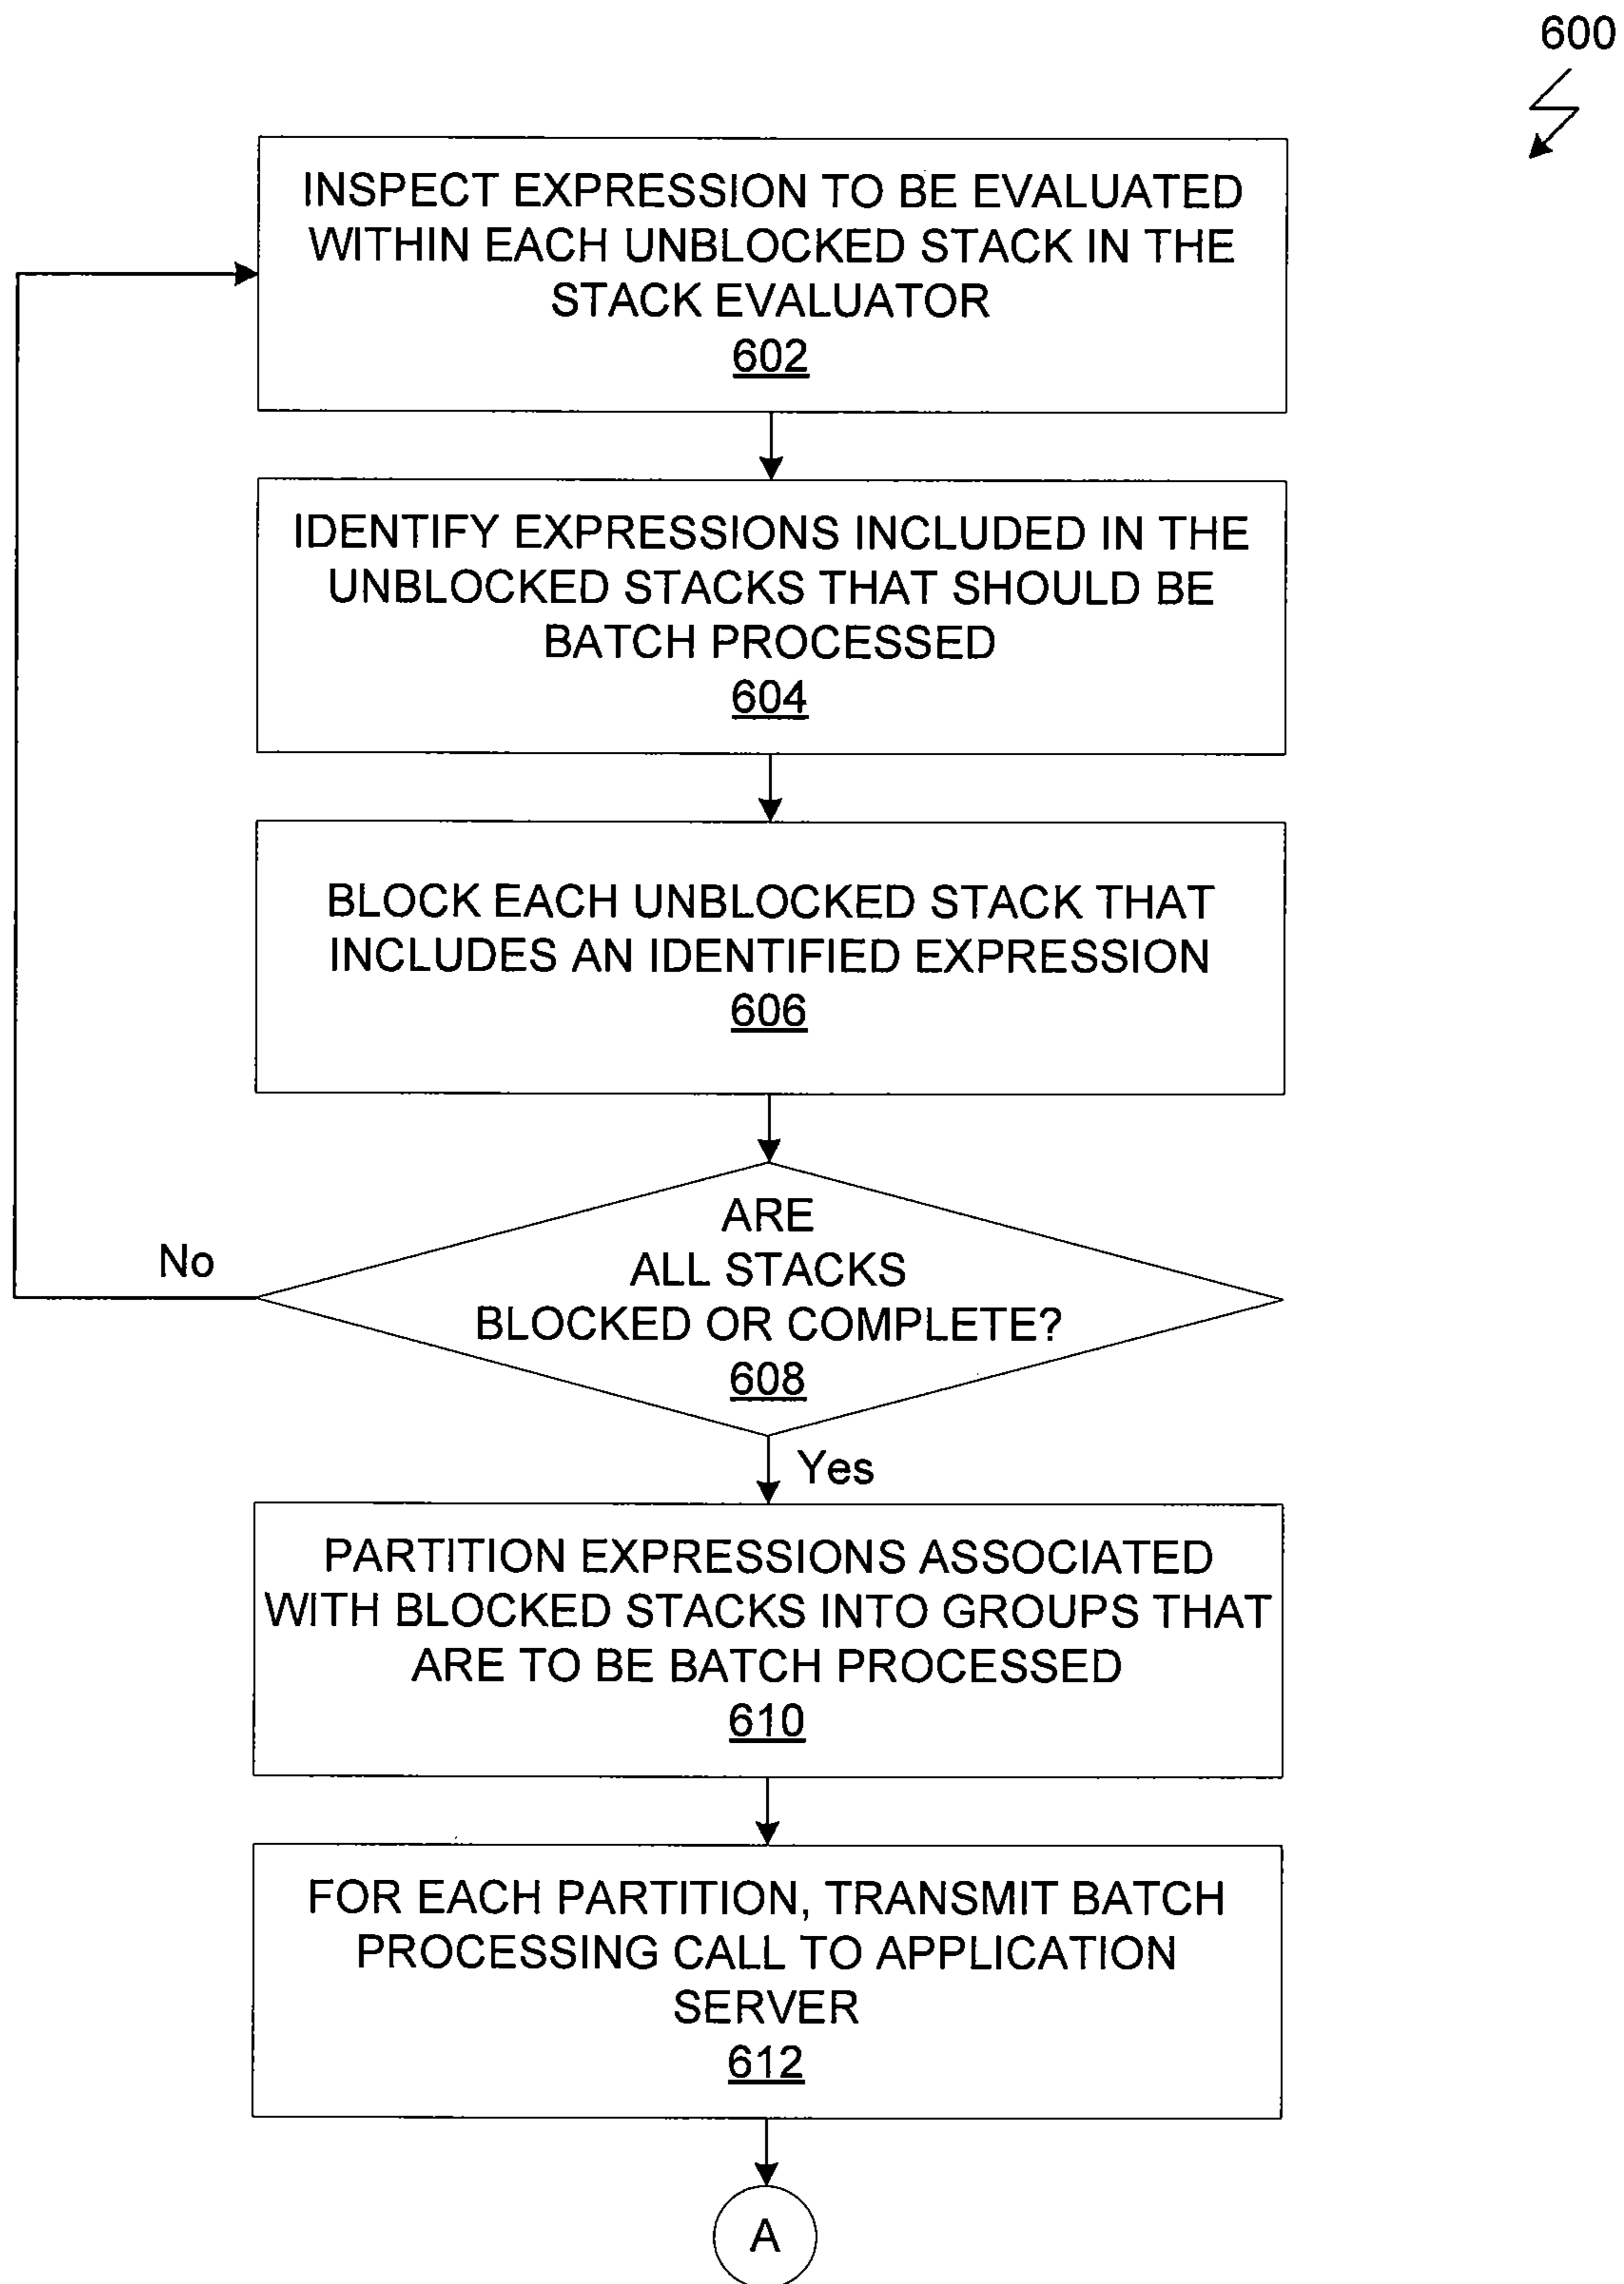 600
INSPECT EXPRESSION TO BE EVALUATED
WITHIN EACH UNBLOCKED STACK IN THE
STACK EVALUATOR
602
IDENTIFY EXPRESSIONS INCLUDED IN THE
UNBLOCKED STACKS THAT SHOULD BE
BATCH PROCESSED
604
BLOCK EACH UNBLOCKED STACK THAT
INCLUDES AN IDENTIFIED EXPRESSION
606
ARE
ALL STACKS
BLOCKED OR COMPLETE?
608
No
Yes
PARTITION EXPRESSIONS ASSOCIATED
WITH BLOCKED STACKS INTO GROUPS THAT
ARE TO BE BATCH PROCESSED
610
FOR EACH PARTITION, TRANSMIT BATCH
PROCESSING CALL TO APPLICATION
SERVER
612
A